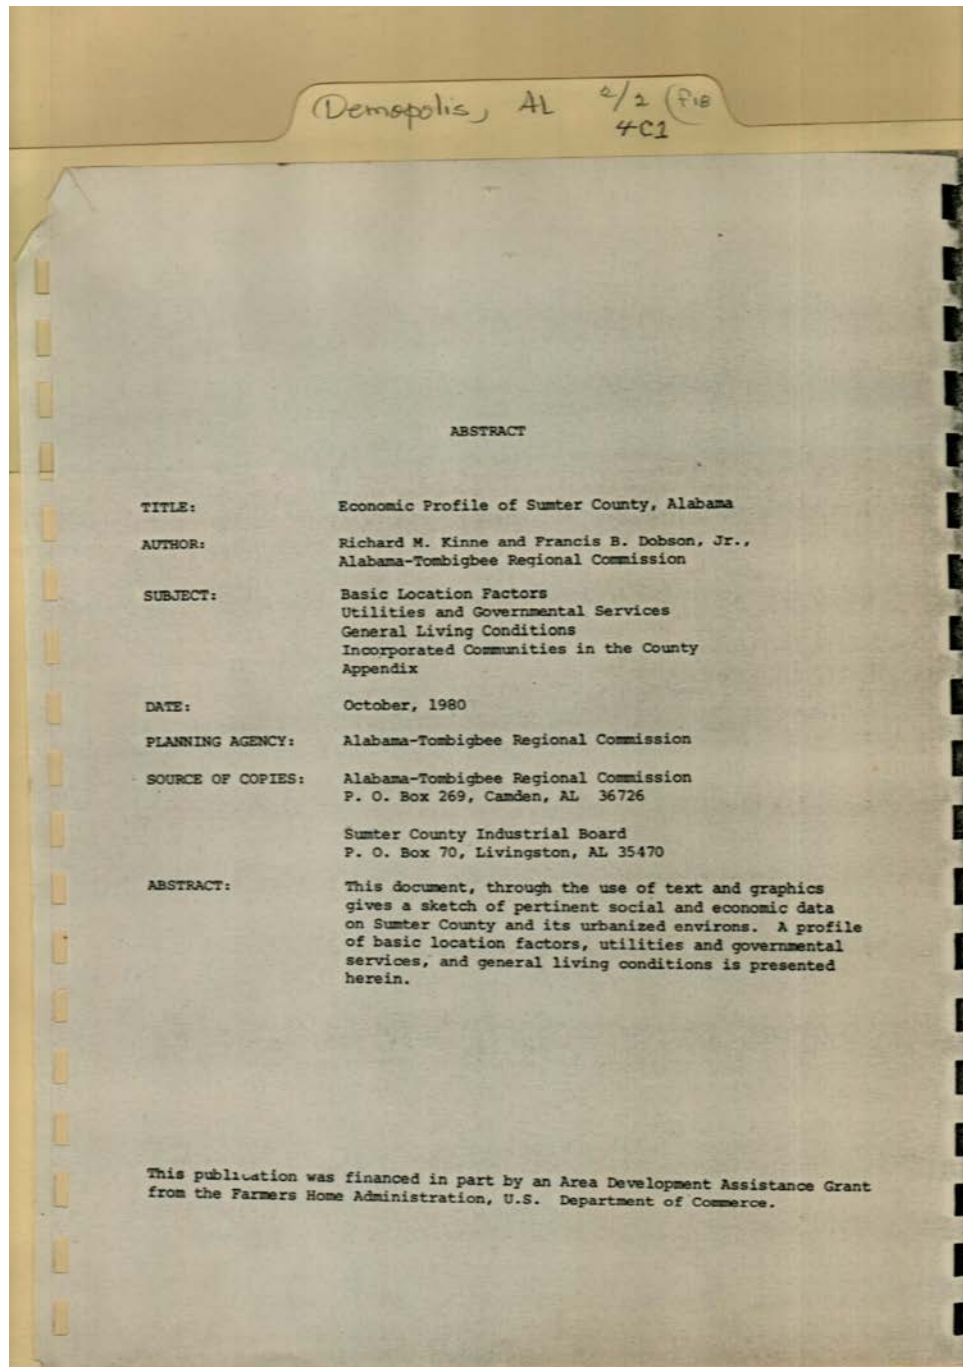 Demopolis, AL 2/2 (F18
4C1
ABSTRACT
TITLE: Economic Profile of Sumter County, Alabama
AUTHOR: Richard M. Kinne and Francis B. Dobson, Jr.,
Alabama-Tombigbee Regional Commission
SUBJECT: Basic Location Factors
Utilities and Governmental Services
General Living Conditions
Incorporated Communities in the County
Appendix
DATE: October, 1980
PLANNING AGENCY: Alabama-Tombigbee Regional Commission
SOURCE OF COPIES: Alabama-Tombigbee Regional Commission
P. O. Box 269, Camden, AL 36726
Sumter County Industrial Board
P. O. Box 70, Livingston, AL 35470
ABSTRACT: This document, through the use of text and graphics
gives a sketch of pertinent social and economic data
on Sumter County and its urbanized environs. A profile
of basic location factors, utilities and governmental
services, and general living conditions is presented
herein.
This publication was financed in part by an Area Development Assistance Grant
from the Farmers Home Administration, U.S. Department of Commerce.